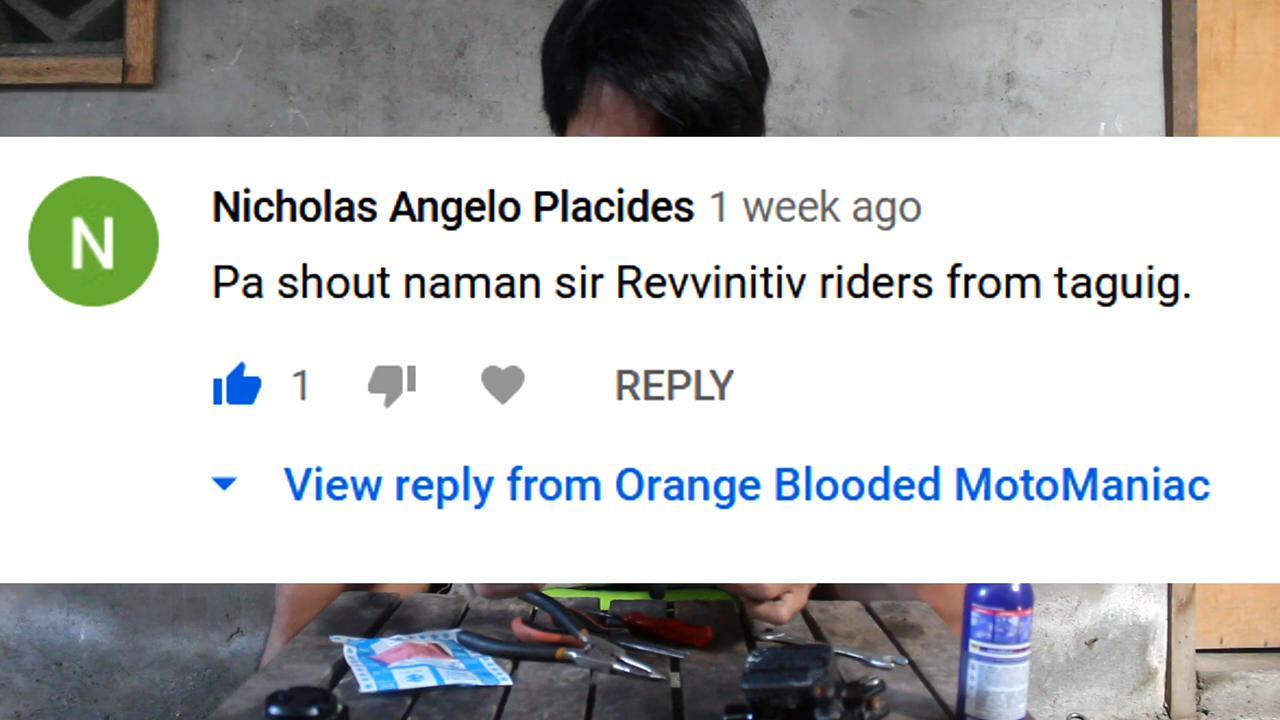 N
Nicholas Angelo Placides 1 week ago
Pa shout naman sir Revvinitiv riders from taguig.
1
REPLY
View reply from Orange Blooded MotoManiac